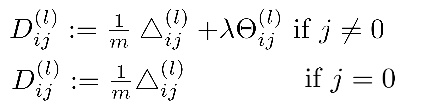 D_{ij}^{(l)} := \frac{1}{m} \triangle_{ij}^{(l)} + \lambda\Theta_{ij}^{(l)} if j ≠ 0
D_{ij}^{(l)} := \frac{1}{m} \triangle_{ij}^{(l)} if j = 0